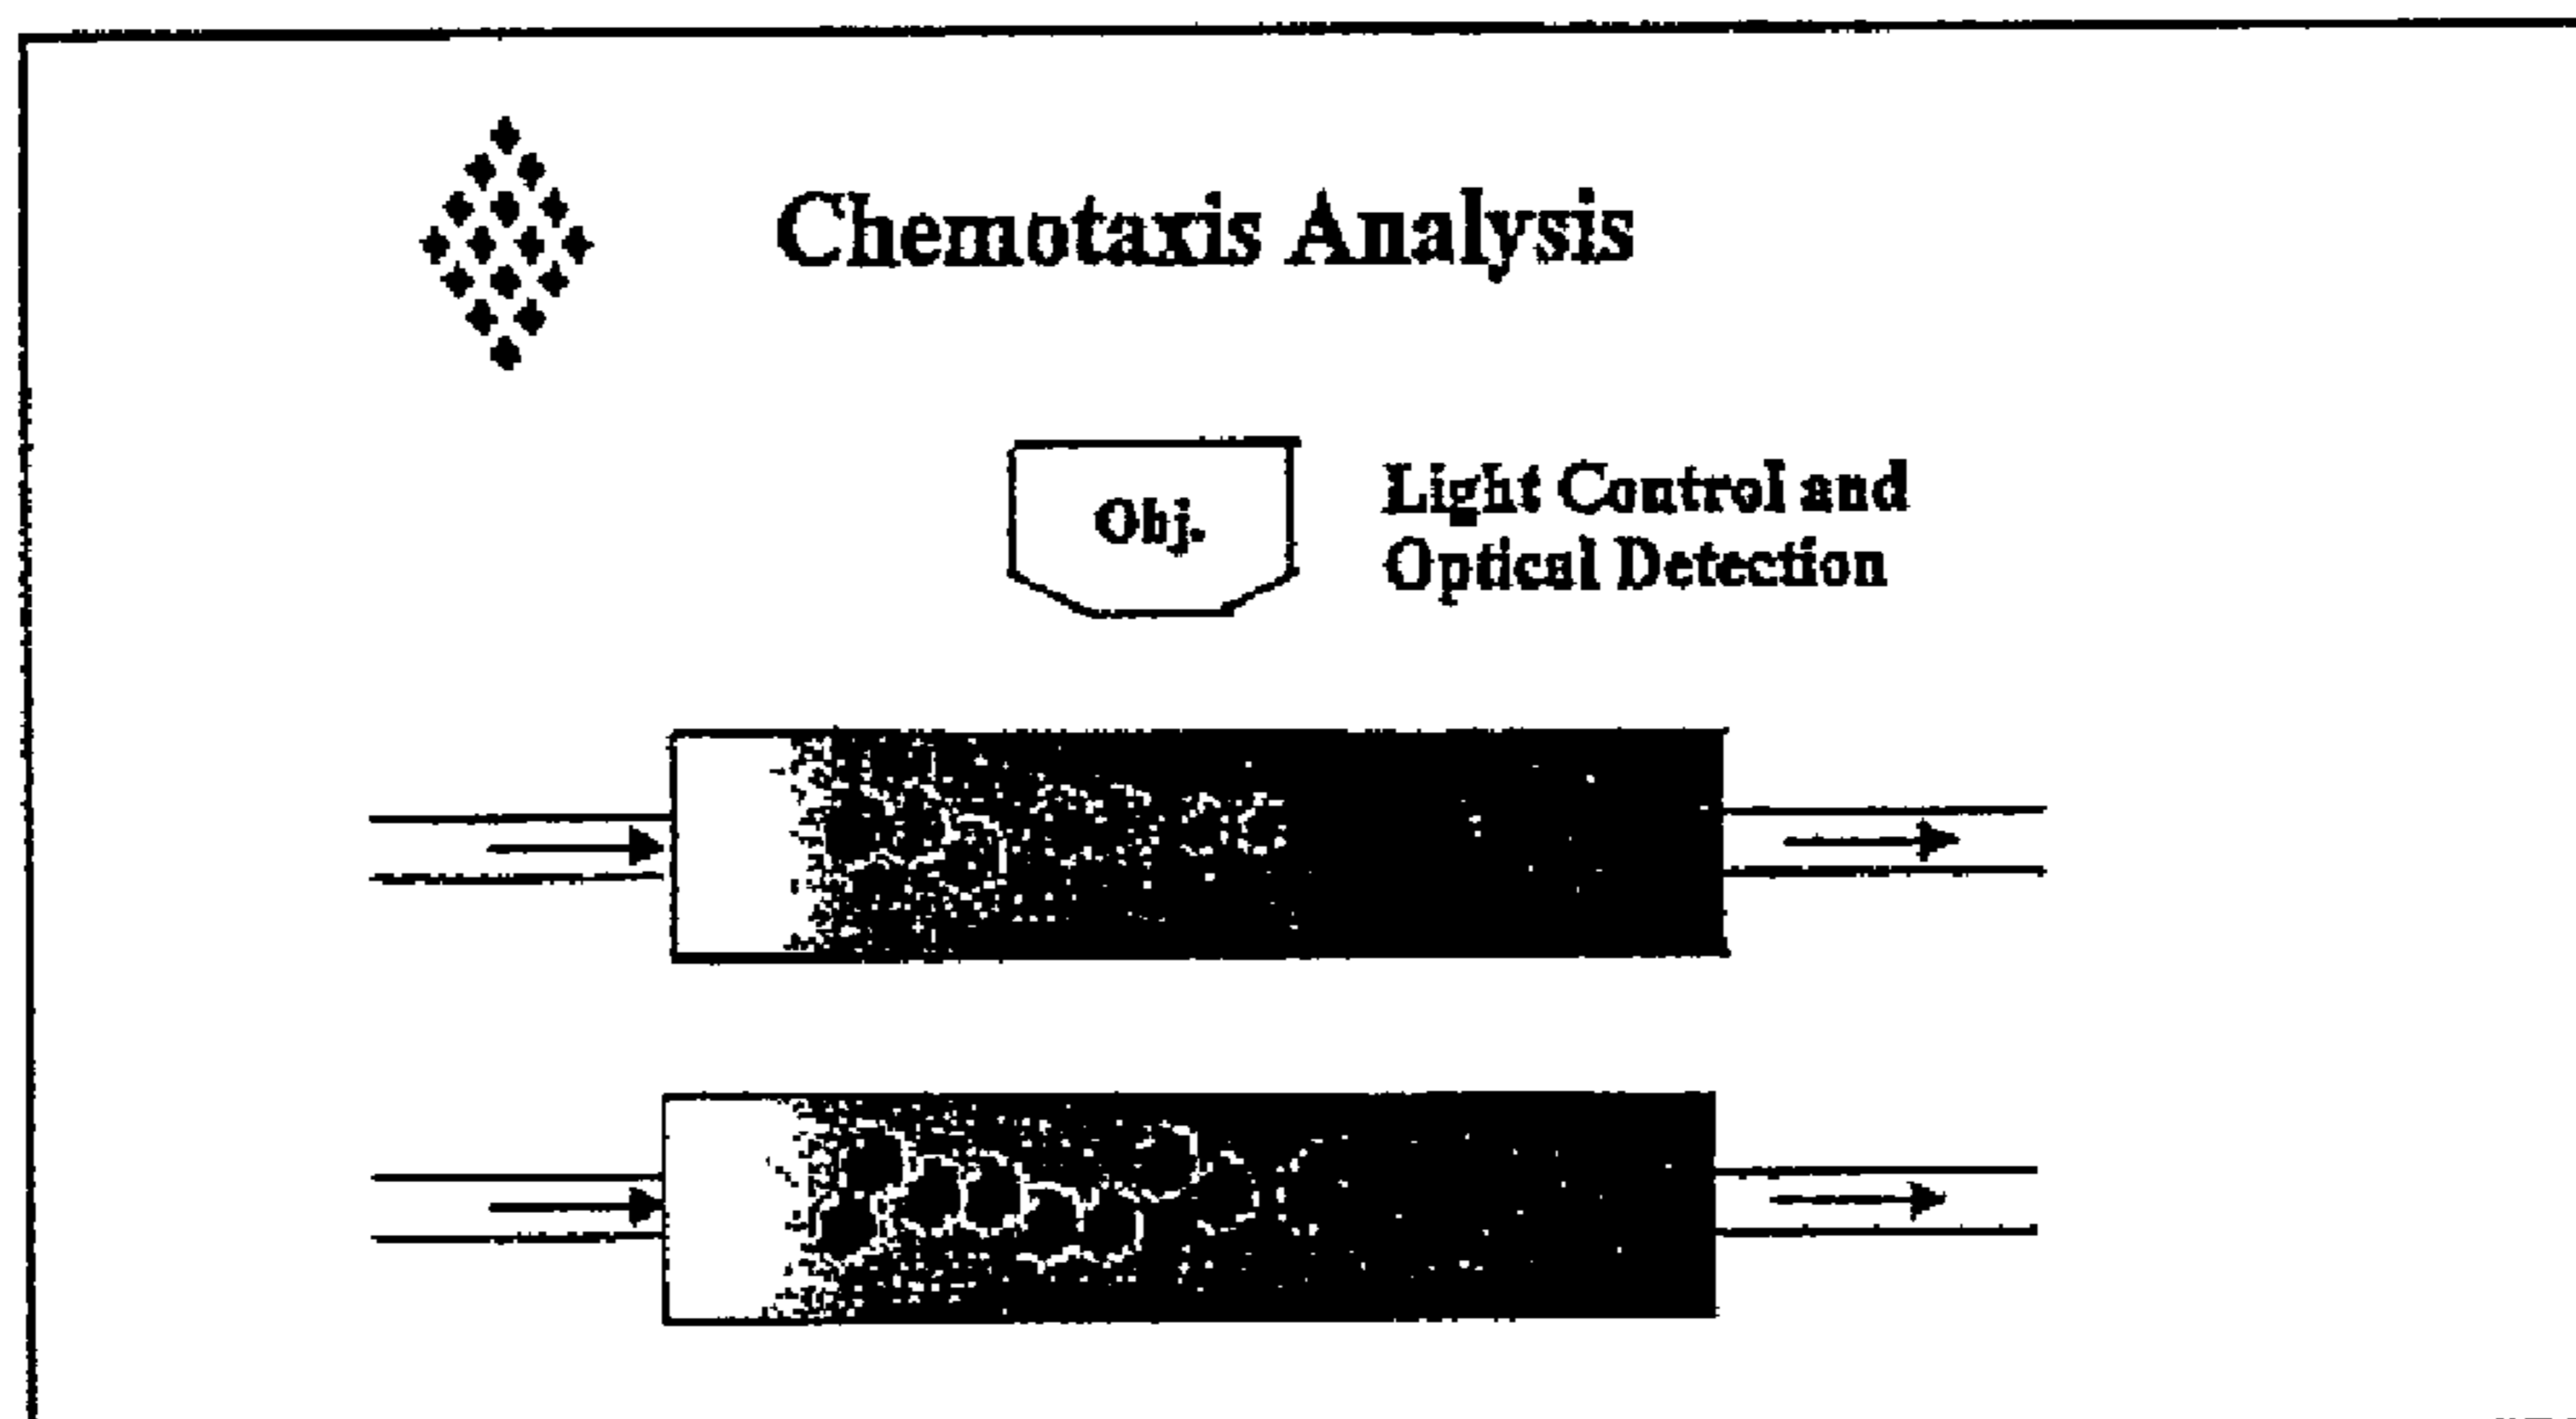 Chemotaxis Analysis
Obj.
Light Control and
Optical Detection